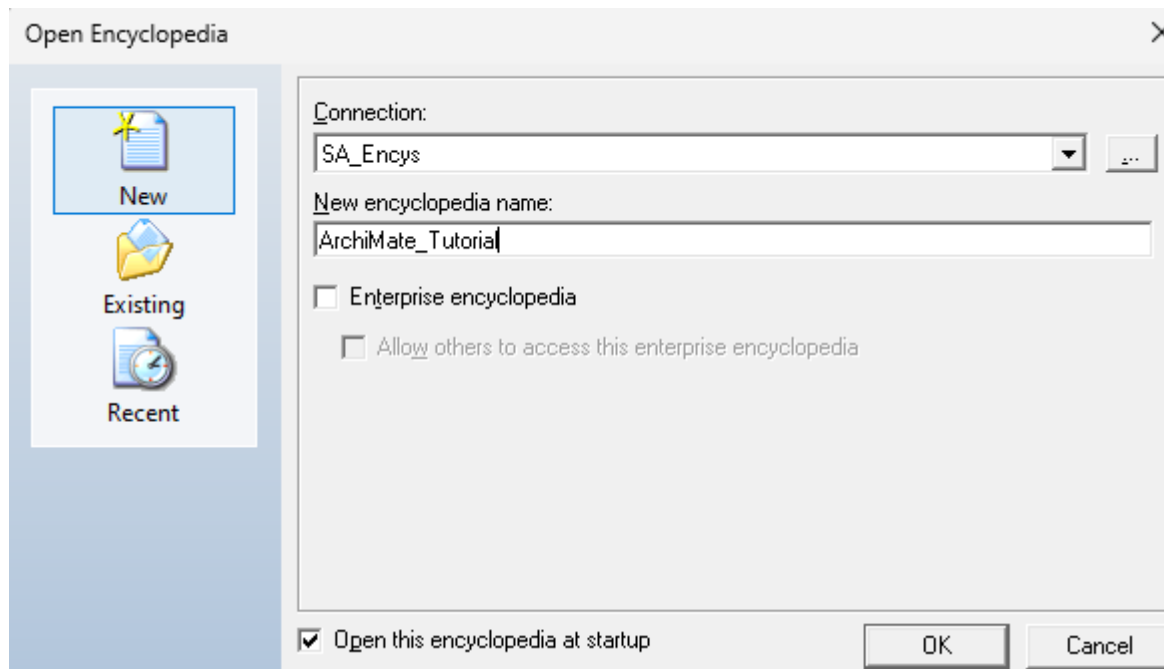 Open Encyclopedia
New
Existing
Recent
Connection:
SA_Encys
...
New encyclopedia name:
ArchiMate_Tutorial
Enterprise encyclopedia
Allow others to access this enterprise encyclopedia
Open this encyclopedia at startup
OK
Cancel